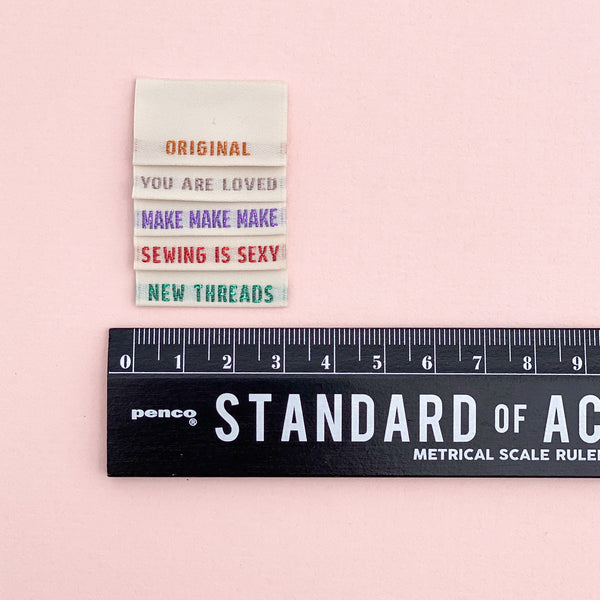 ORIGINAL
YOU ARE LOVED
MAKE MAKE MAKE
SEWING IS SEXY
NEW THREADS
0 1 2 3 4 5 6 7 8 9
penco®
STANDARD OF AC
METRICAL SCALE RULE